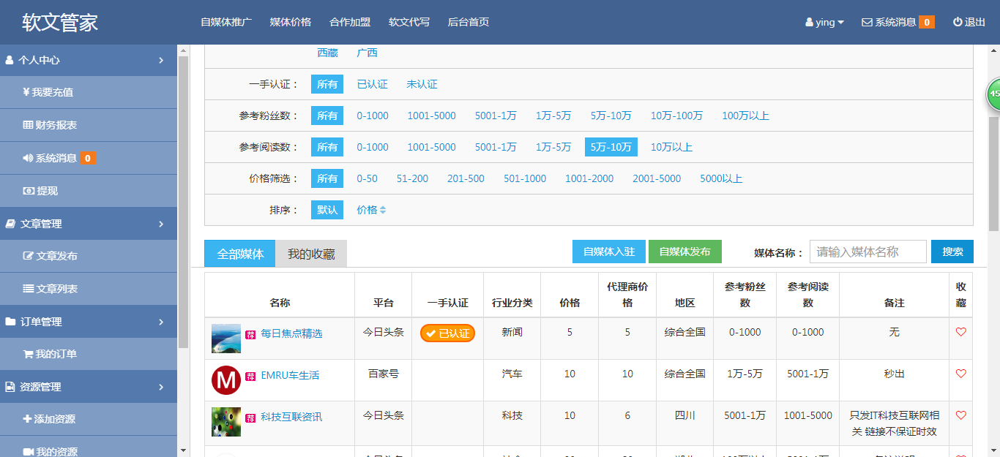 软文管家
自媒体推广 媒体价格 合作加盟 软文代写 后台首页
ying 系统消息 0 退出
个人中心
¥ 我要充值
财务报表
系统消息 0
提现
文章管理
文章发布
文章列表
订单管理
我的订单
资源管理
添加资源
我的资源
西藏 广西
一手认证： 所有 已认证 未认证
参考粉丝数： 所有 0-1000 1001-5000 5001-1万 1万-5万 5万-10万 10万-100万 100万以上
参考阅读数： 所有 0-1000 1001-5000 5001-1万 1万-5万 5万-10万 10万以上
价格筛选： 所有 0-50 51-200 201-500 501-1000 1001-2000 2001-5000 5000以上
排序： 默认 价格
45
全部媒体 我的收藏 自媒体入驻 自媒体发布 媒体名称： 请输入媒体名称 搜索
名称 平台 一手认证 行业分类 价格 代理商价格 地区 参考粉丝数 参考阅读数 备注 收藏
荐 每日焦点精选 今日头条 已认证 新闻 5 5 综合全国 0-1000 0-1000 无
M 荐 EMRU车生活 百家号 汽车 10 10 综合全国 1万-5万 5001-1万 秒出
荐 科技互联资讯 今日头条 科技 10 6 四川 5001-1万 1001-5000 只发IT科技互联网相
关 链接不保证时效